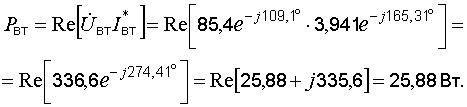 P_ВТ = Re[U̇_ВТ I*_ВТ] = Re[85,4e^{-j109,1°} · 3,941e^{-j165,31°}] =
= Re[336,6e^{-j274,41°}] = Re[25,88 + j335,6] = 25,88 Вт.